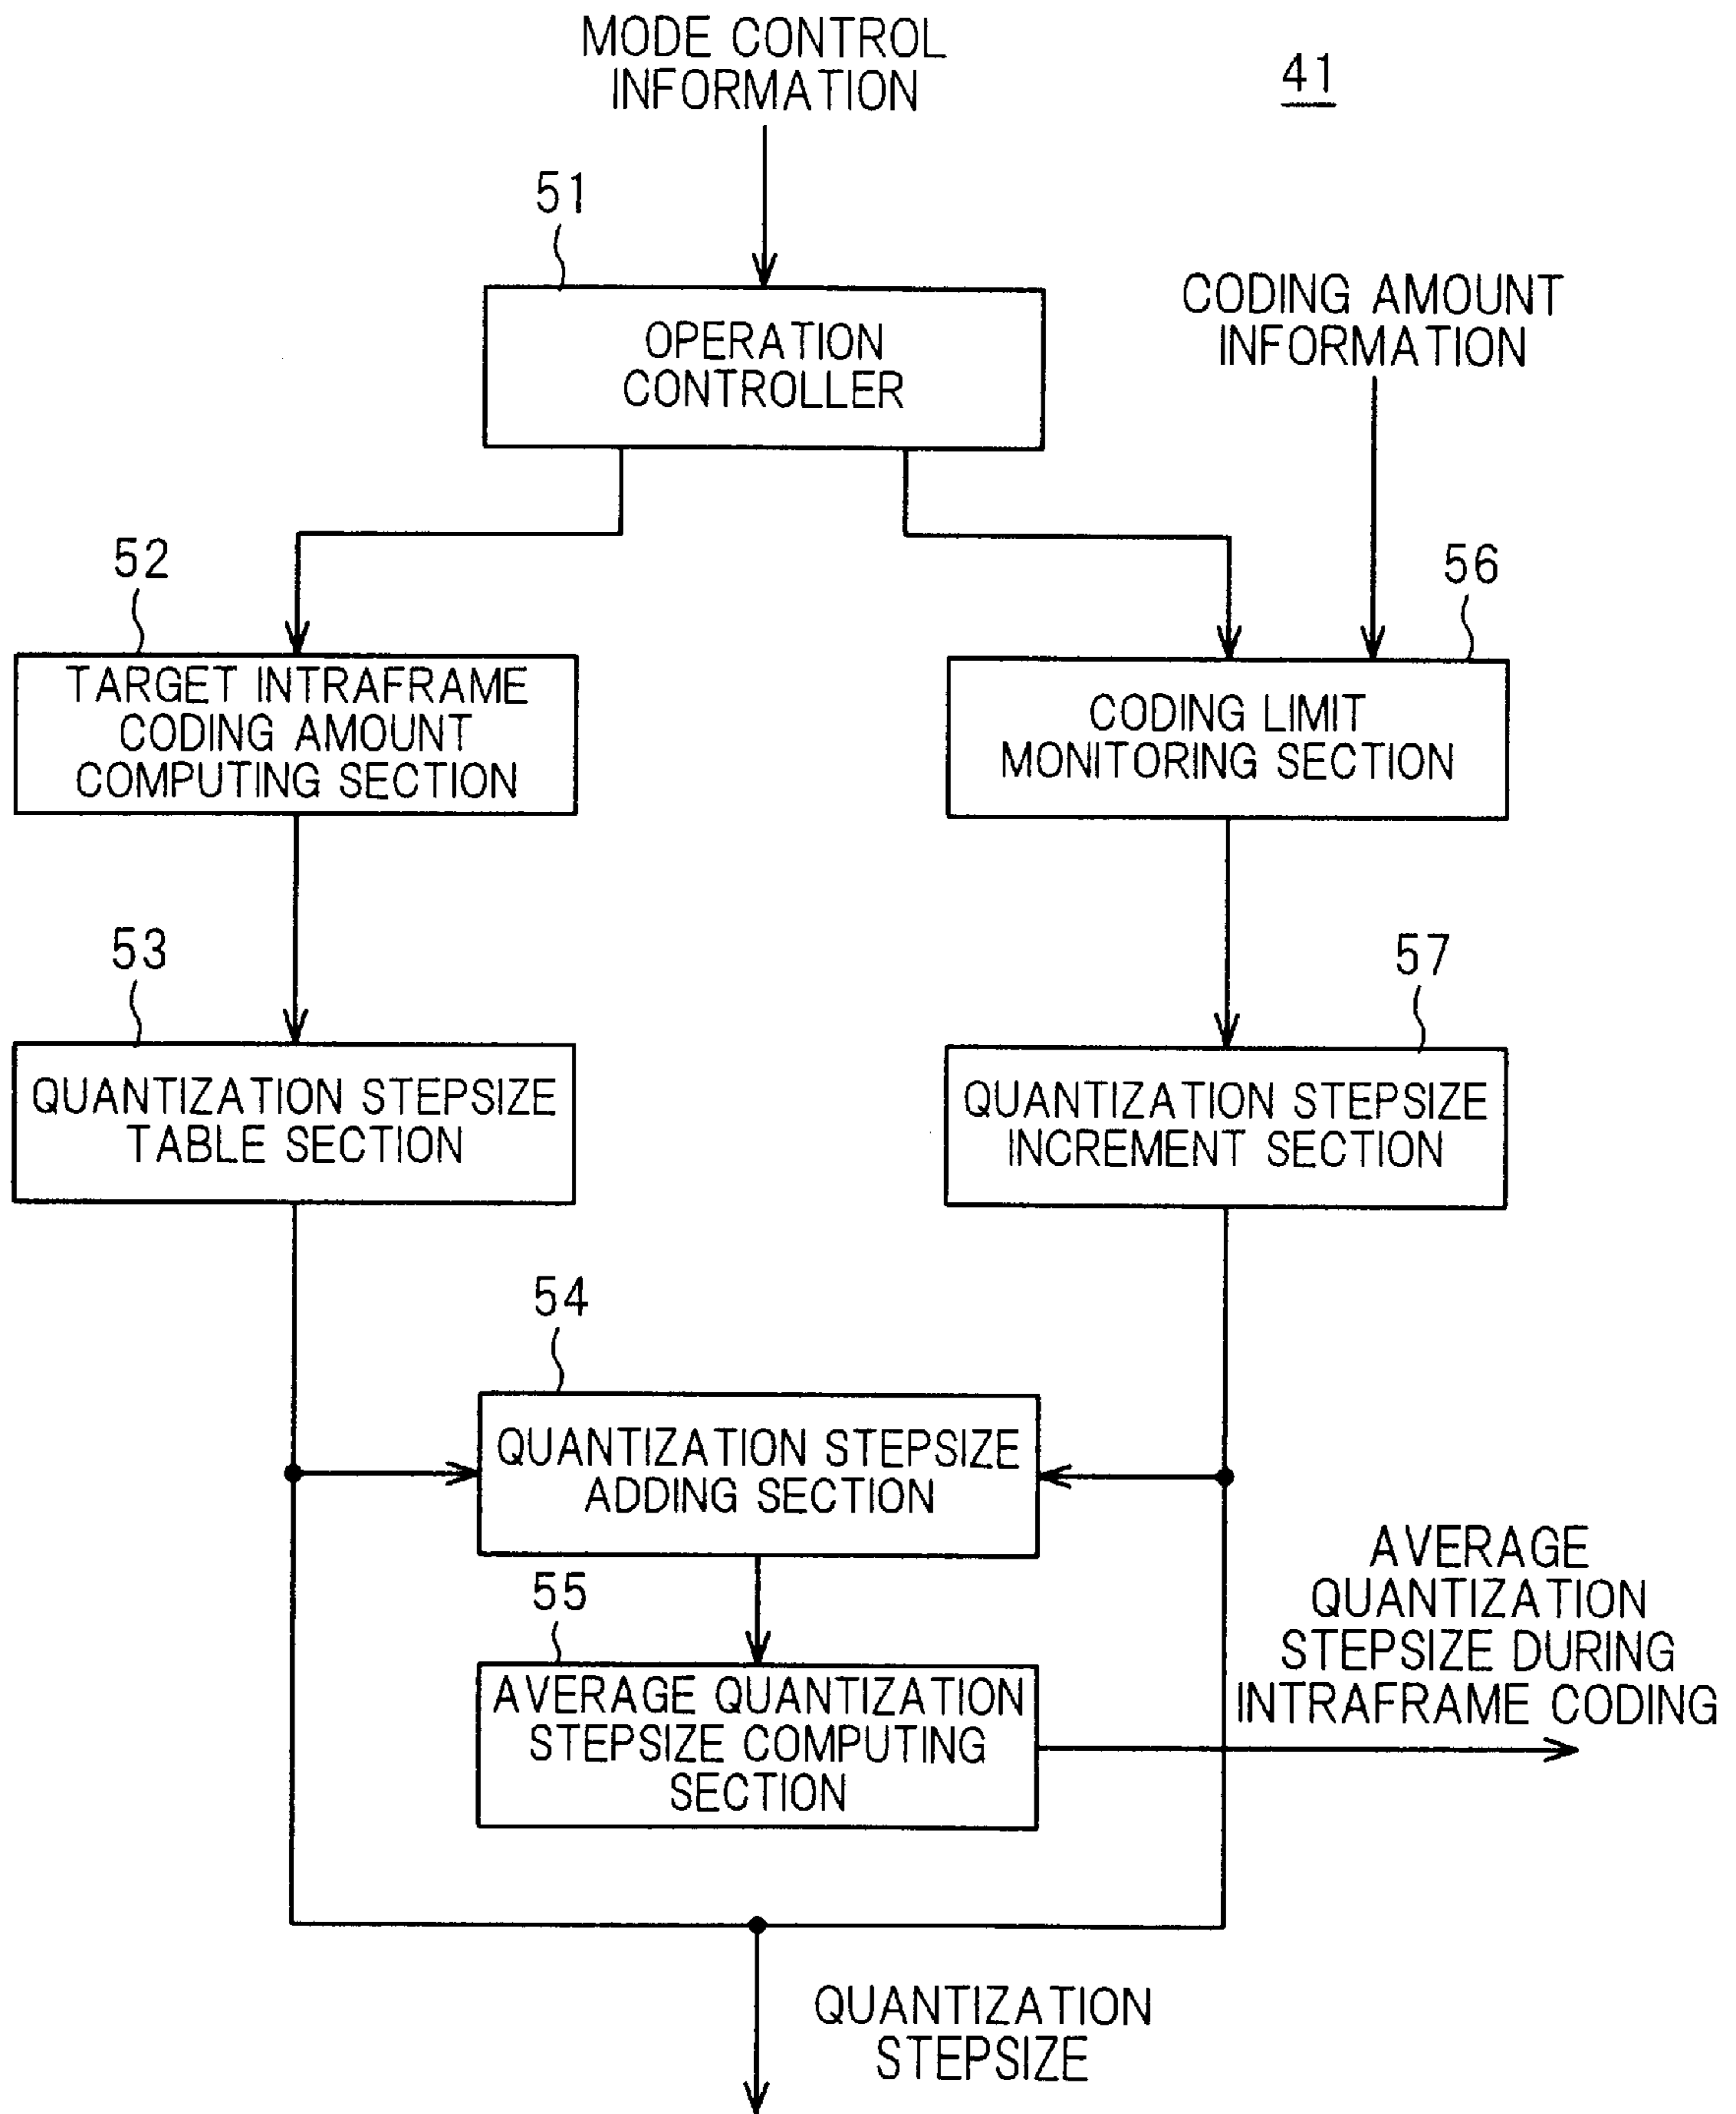 MODE CONTROL
INFORMATION
41
51
OPERATION
CONTROLLER
CODING AMOUNT
INFORMATION
52
TARGET INTRAFRAME
CODING AMOUNT
COMPUTING SECTION
56
CODING LIMIT
MONITORING SECTION
53
QUANTIZATION STEPSIZE
TABLE SECTION
57
QUANTIZATION STEPSIZE
INCREMENT SECTION
54
QUANTIZATION STEPSIZE
ADDING SECTION
55
AVERAGE QUANTIZATION
STEPSIZE COMPUTING
SECTION
AVERAGE
QUANTIZATION
STEPSIZE DURING
INTRAFRAME CODING
QUANTIZATION
STEPSIZE